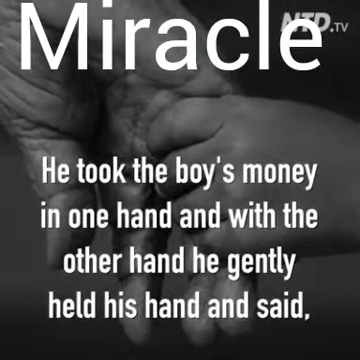 Miracle
NTD.TV
He took the boy's money
in one hand and with the
other hand he gently
held his hand and said,